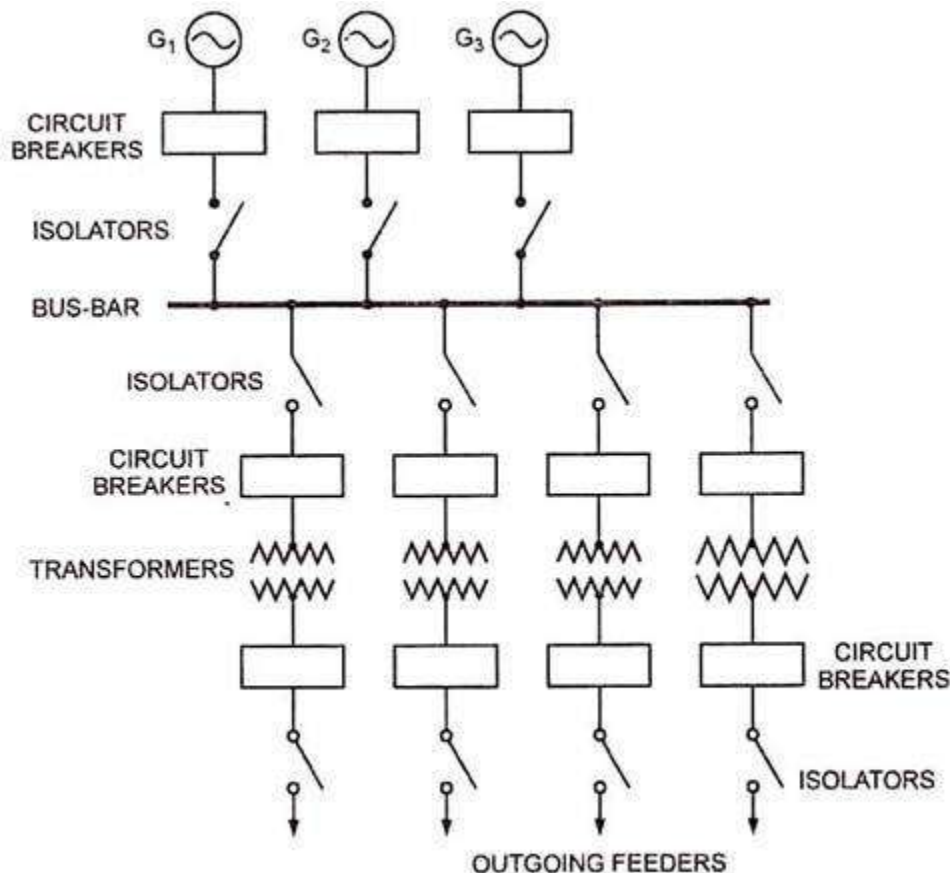 G1
G2
G3
CIRCUIT
BREAKERS
ISOLATORS
BUS-BAR
ISOLATORS
CIRCUIT
BREAKERS
TRANSFORMERS
CIRCUIT
BREAKERS
ISOLATORS
OUTGOING FEEDERS